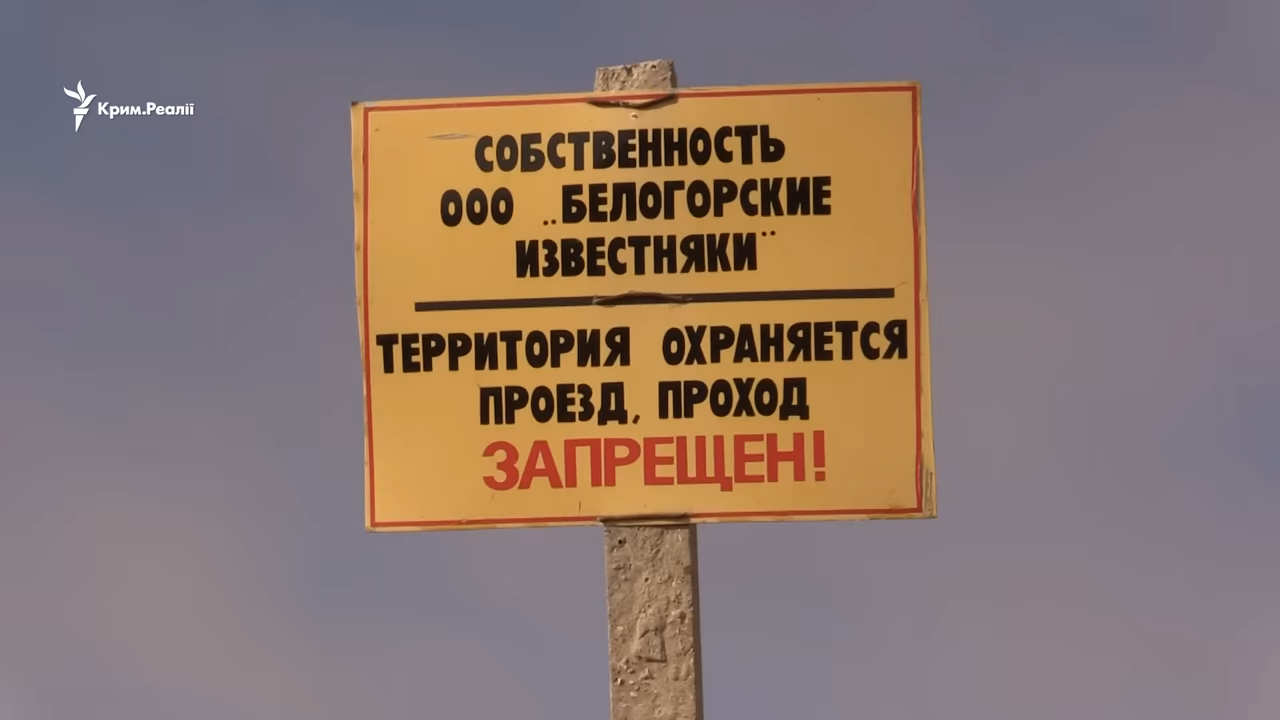 Крим.Реалії
СОБСТВЕННОСТЬ
ООО „БЕЛОГОРСКИЕ
ИЗВЕСТНЯКИ"
ТЕРРИТОРИЯ ОХРАНЯЕТСЯ
ПРОЕЗД, ПРОХОД
ЗАПРЕЩЕН!